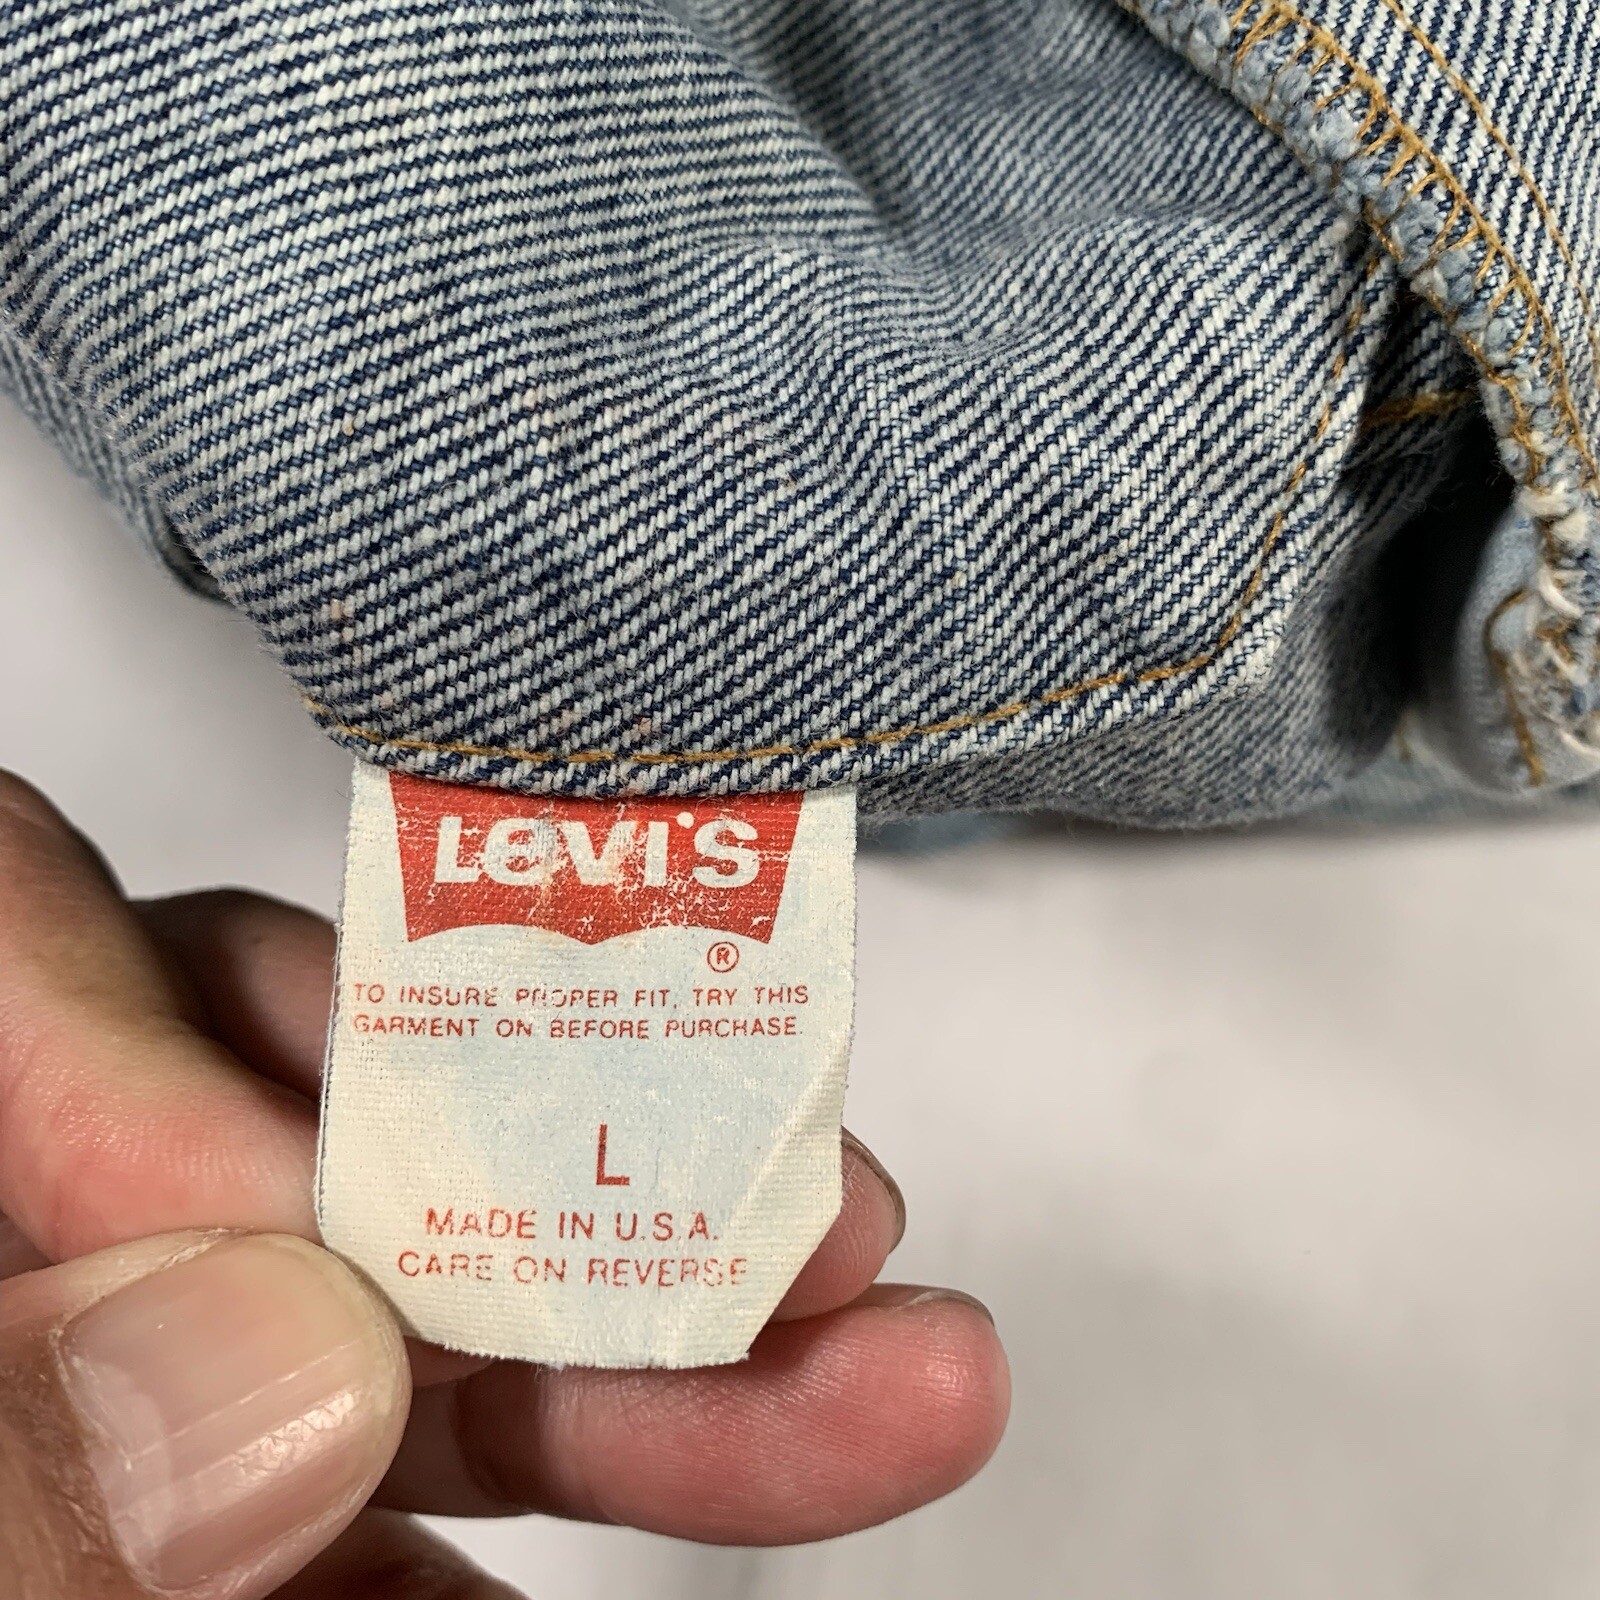 LEVI'S
®
TO INSURE PROPER FIT, TRY THIS
GARMENT ON BEFORE PURCHASE.
L
MADE IN U.S.A.
CARE ON REVERSE